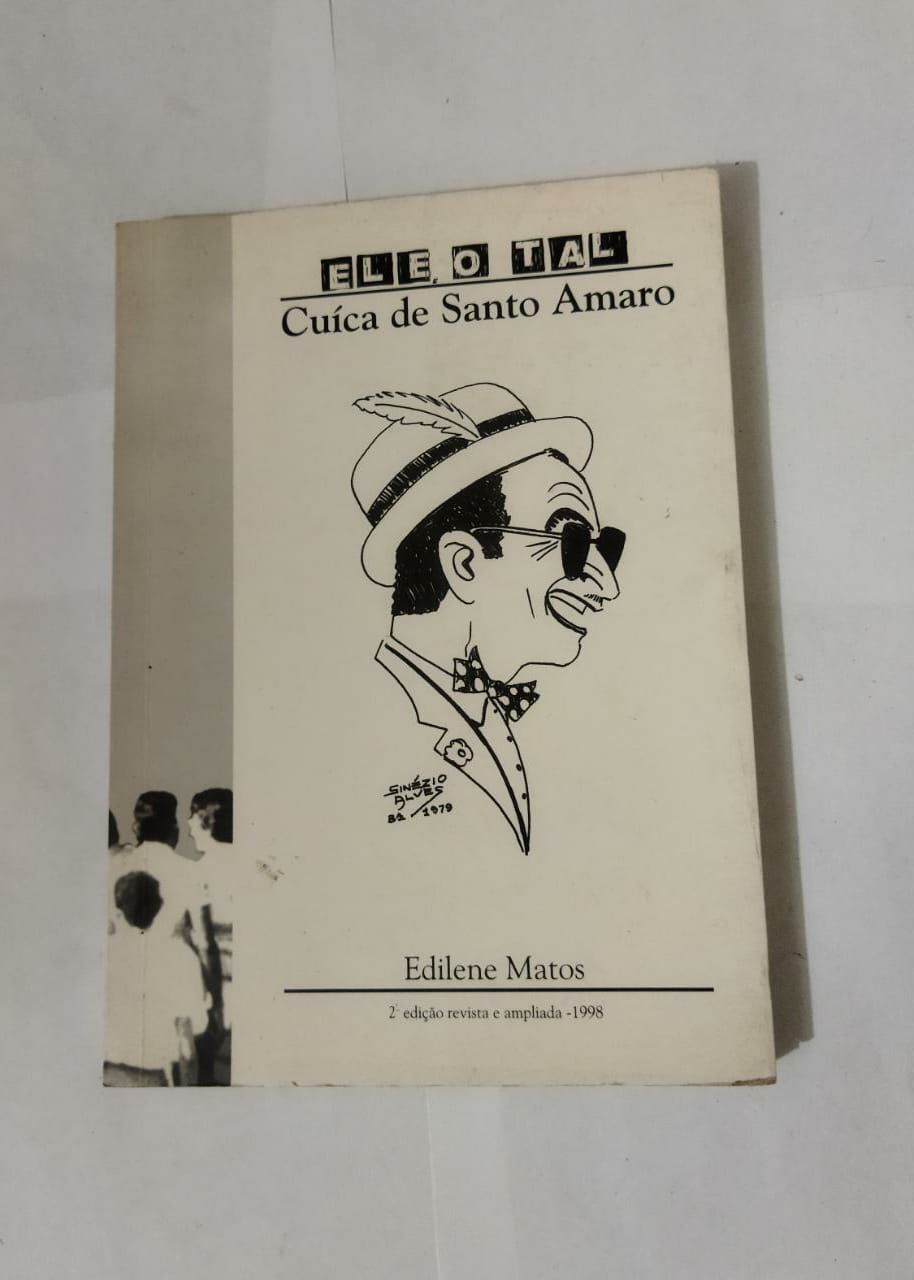 ELE, O TAL
Cuíca de Santo Amaro
SINÉZIO
ALVES
BA 1979
Edilene Matos
2ª edição revista e ampliada -1998